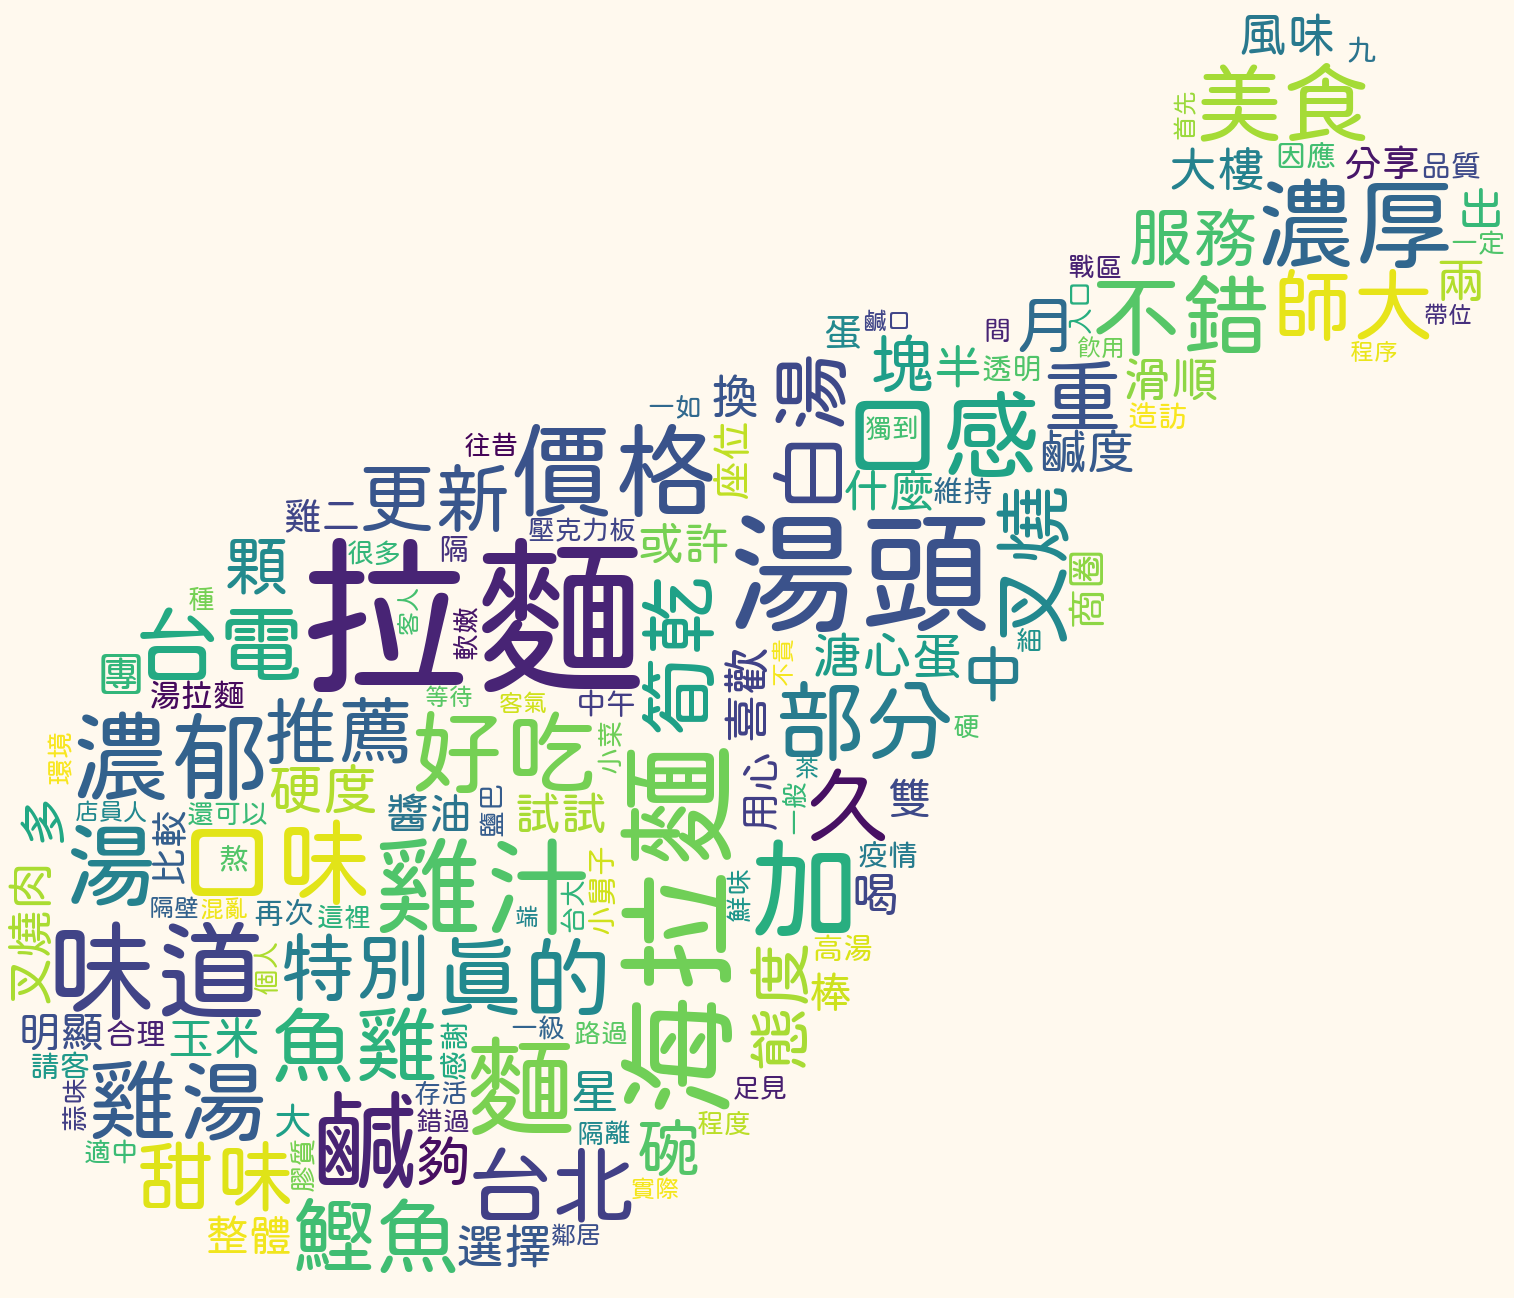 風味
九
美食
首先
大樓
因應
分享
品質
濃厚
出
服務
一定
戰區
兩
不錯
師大
人口
帶位
月
間
飲用
程序
蛋
鹹口
塊
半
透明
重
滑順
造訪
白湯
口感
獨到
鹹度
換
一如
座位
什麼
維持
往昔
價格
更新
雞二
壓克力板
或許
湯頭
叉燒
商圈
顆
很多
隔
拉麵
客人
軟嫩
種
台電
筍乾
團
湯拉麵
等待
客氣
中午
喜歡
不貴
溏心蛋
中
細
部分
硬
濃郁
推薦
好吃
小菜
環境
硬度
海拉麵
用心
茶
一般
久
雙
多
店員人
還可以
醬油
鹽巴
試試
湯
比較
口味
熬
雞汁
小舅子
台大
端
加
疫情
喝
鮮味
叉燒肉
隔壁
混亂
再次
這裡
味道
個人
特別
真的
態度
高湯
棒
明顯
合理
玉米
魚雞
感謝
一級
路過
麵
請客
蒜味
雞湯
大
鹹
存活
錯過
星
足見
夠
隔離
碗
程度
適中
甜味
膠質
台北
實際
整體
鰹魚
選擇
鄰居